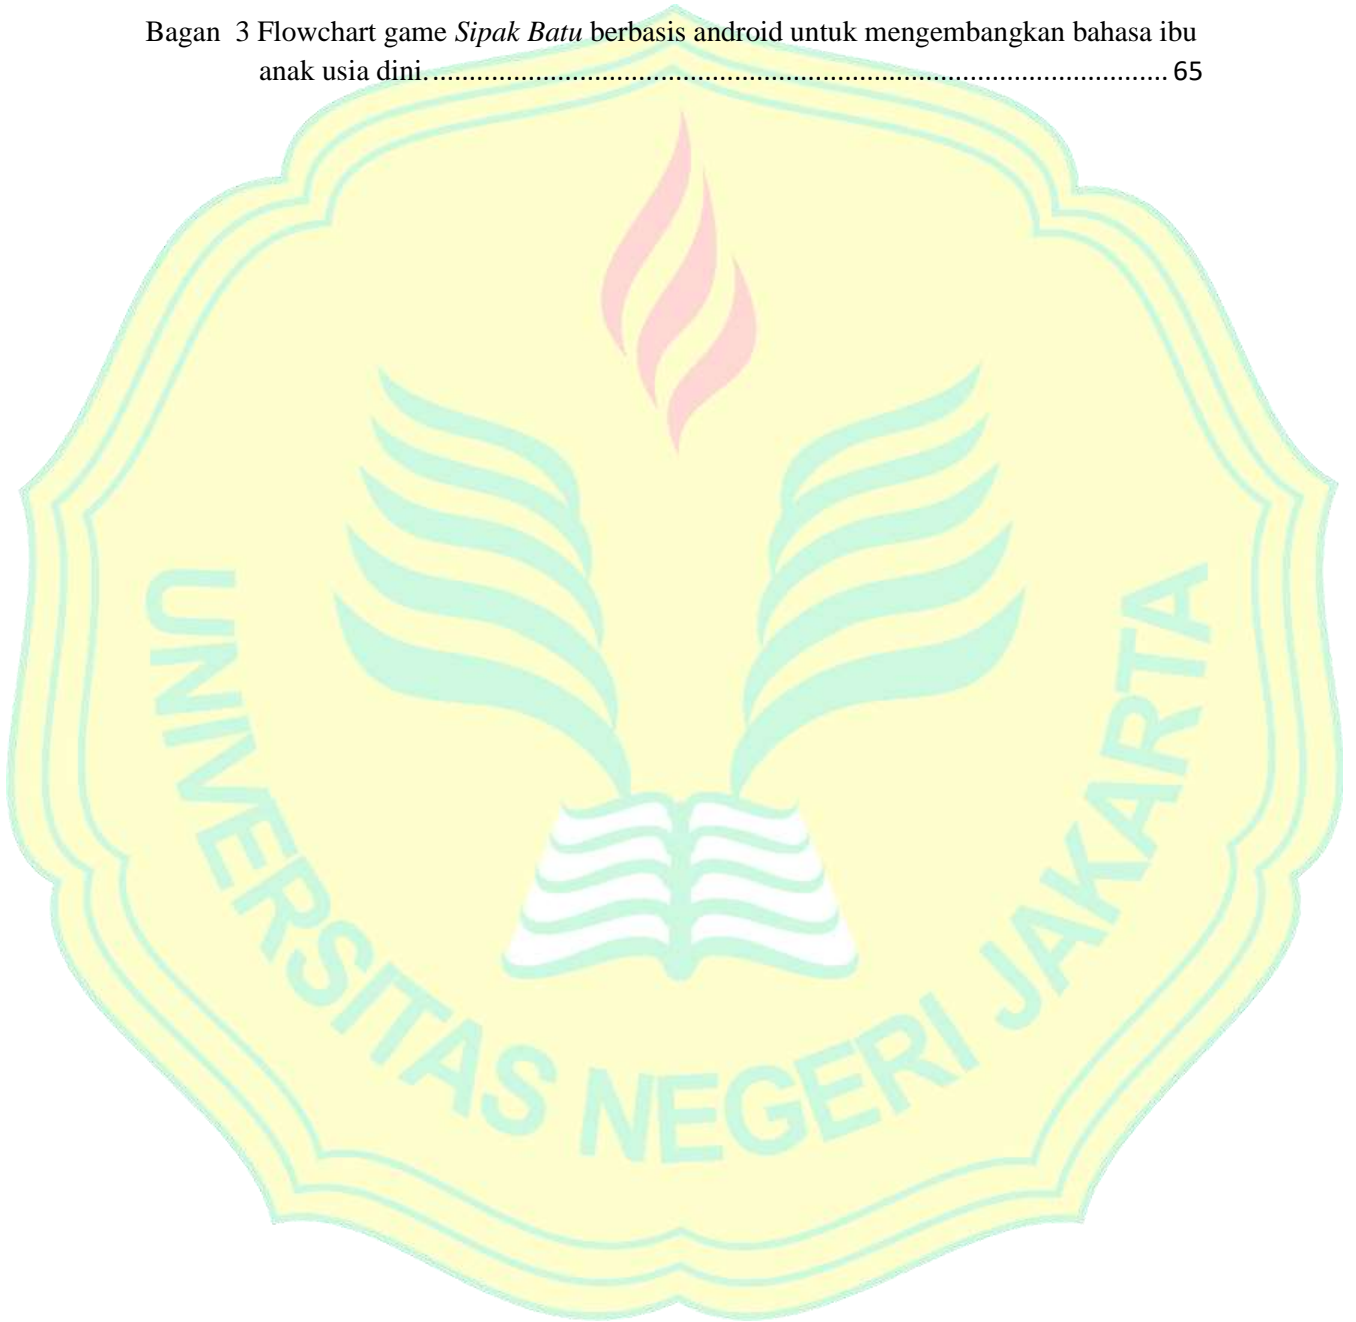 Bagan  3 Flowchart game Sipak Batu berbasis android untuk mengembangkan bahasa ibu
anak usia dini. ........................................................................................................ 65
UNIVERSITAS NEGERI JAKARTA